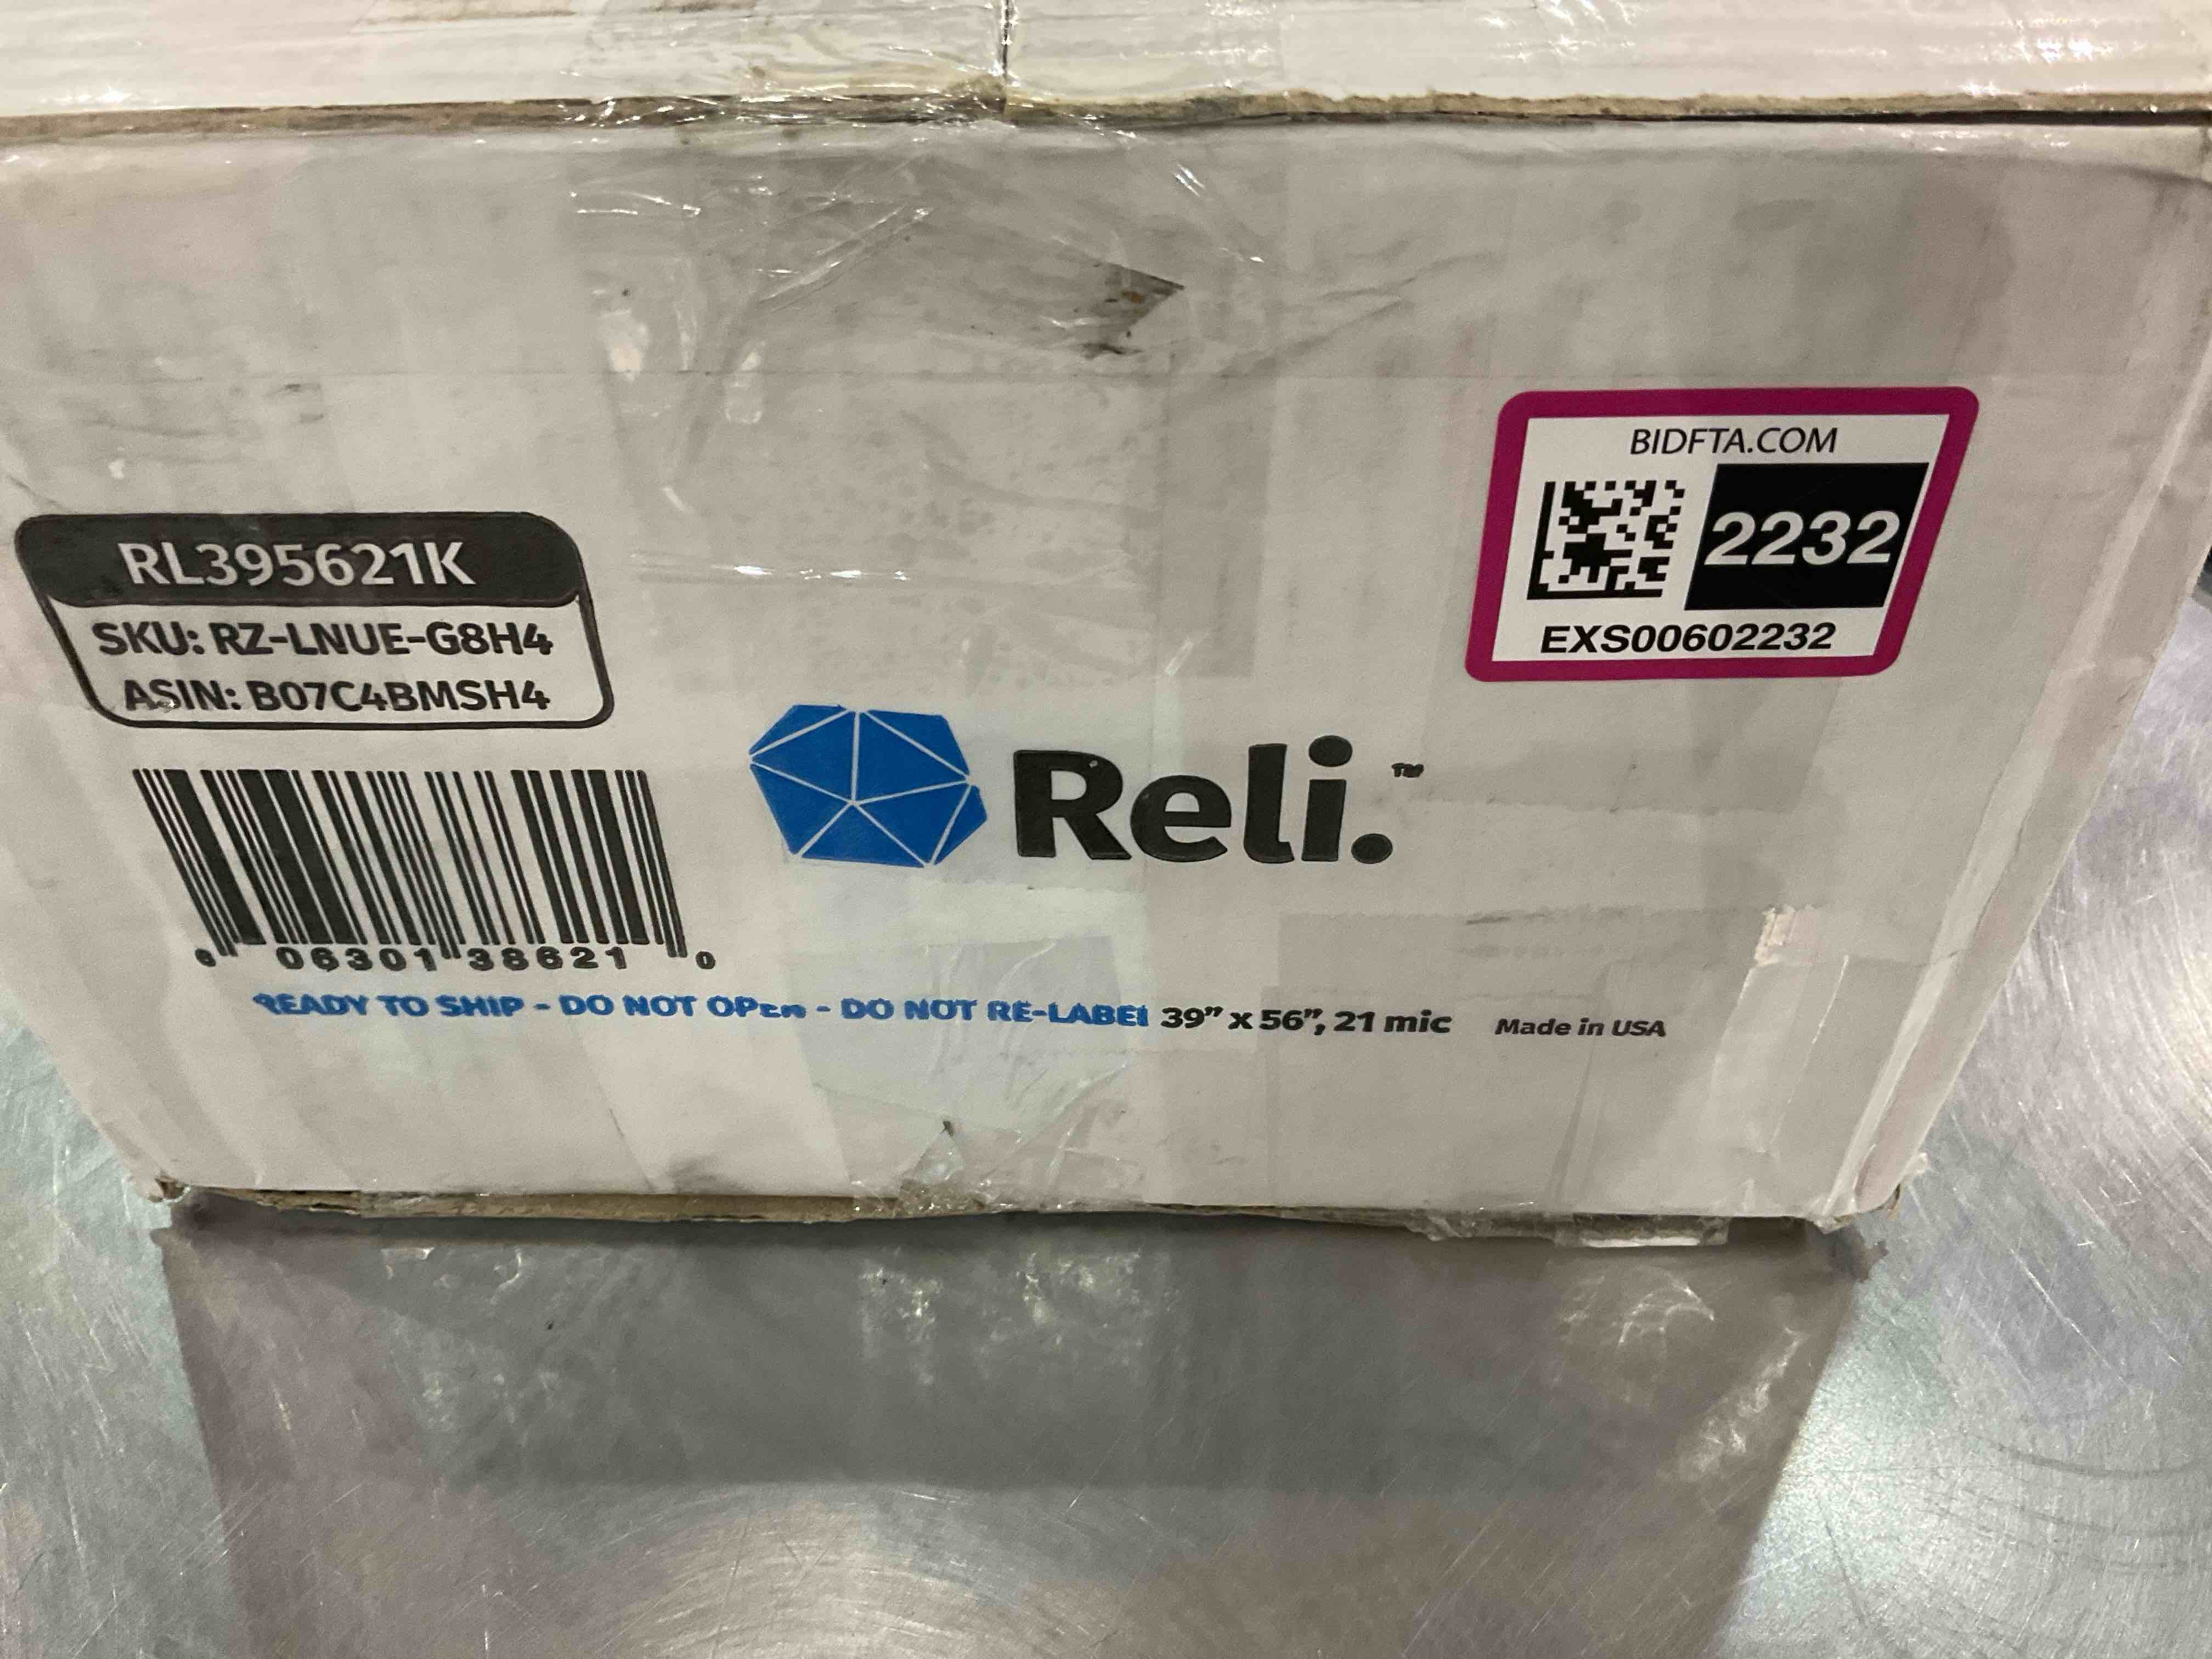 BIDFTA.COM
2232
EXS00602232
RL395621K
SKU: RZ-LNUE-G8H4
ASIN: B07C4BMSH4
Reli.™
0 06301 38621 0
READY TO SHIP - DO NOT OPEN - DO NOT RE-LABEL 39” x 56”, 21 mic Made in USA